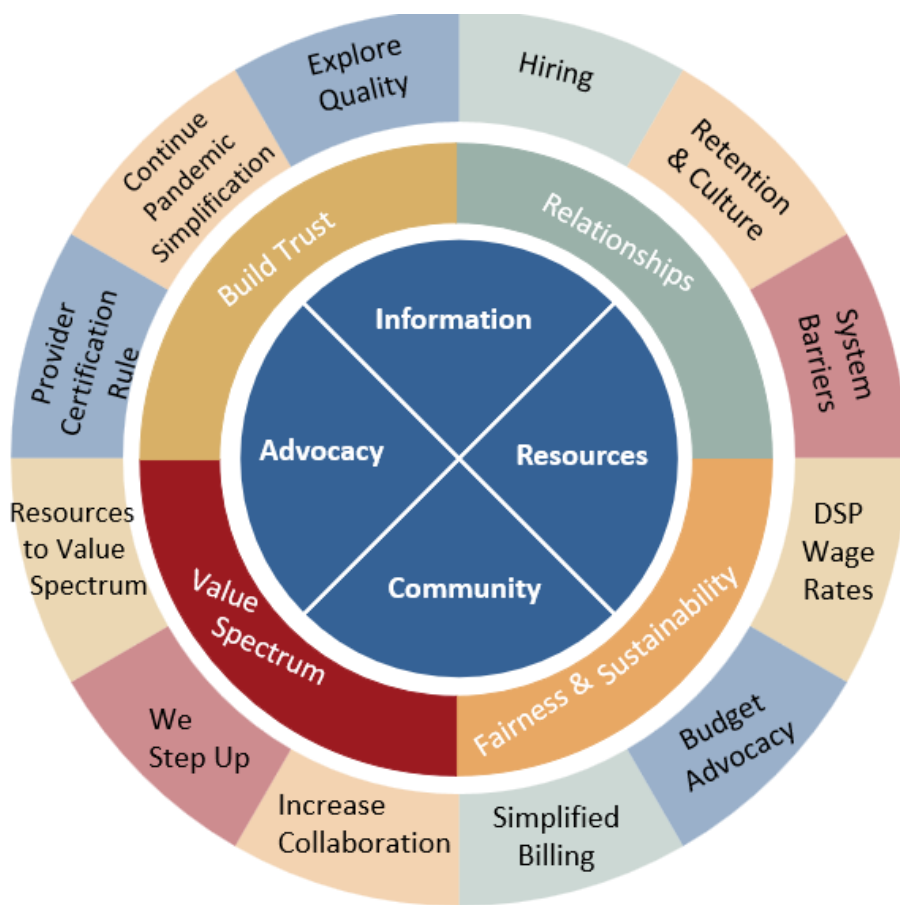 Explore
Quality
Hiring
Retention
& Culture
System
Barriers
DSP
Wage
Rates
Budget
Advocacy
Simplified
Billing
Increase
Collaboration
We
Step Up
Resources
to Value
Spectrum
Provider
Certification
Rule
Continue
Pandemic
Simplification
Build Trust
Relationships
Fairness & Sustainability
Value
Spectrum
Information
Advocacy
Resources
Community